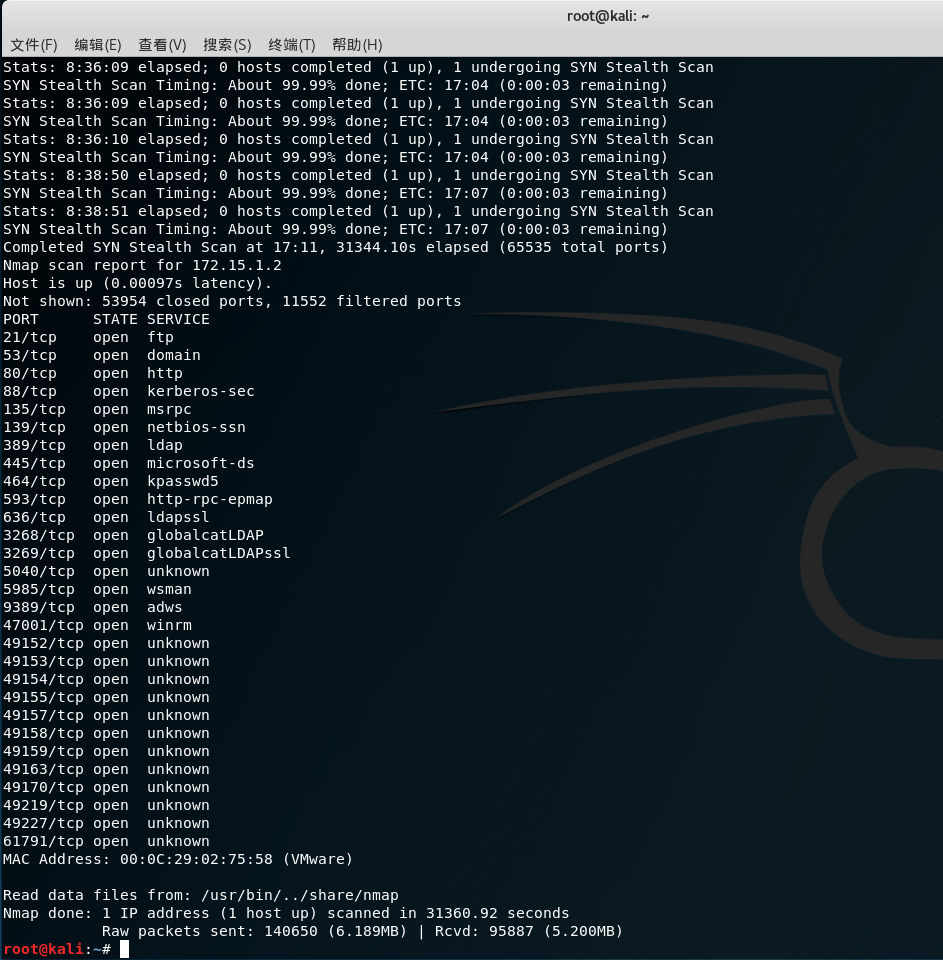 root@kali: ~
文件(F) 编辑(E) 查看(V) 搜索(S) 终端(T) 帮助(H)
Stats: 8:36:09 elapsed; 0 hosts completed (1 up), 1 undergoing SYN Stealth Scan
SYN Stealth Scan Timing: About 99.99% done; ETC: 17:04 (0:00:03 remaining)
Stats: 8:36:09 elapsed; 0 hosts completed (1 up), 1 undergoing SYN Stealth Scan
SYN Stealth Scan Timing: About 99.99% done; ETC: 17:04 (0:00:03 remaining)
Stats: 8:36:10 elapsed; 0 hosts completed (1 up), 1 undergoing SYN Stealth Scan
SYN Stealth Scan Timing: About 99.99% done; ETC: 17:04 (0:00:03 remaining)
Stats: 8:38:50 elapsed; 0 hosts completed (1 up), 1 undergoing SYN Stealth Scan
SYN Stealth Scan Timing: About 99.99% done; ETC: 17:07 (0:00:03 remaining)
Stats: 8:38:51 elapsed; 0 hosts completed (1 up), 1 undergoing SYN Stealth Scan
SYN Stealth Scan Timing: About 99.99% done; ETC: 17:07 (0:00:03 remaining)
Completed SYN Stealth Scan at 17:11, 31344.10s elapsed (65535 total ports)
Nmap scan report for 172.15.1.2
Host is up (0.00097s latency).
Not shown: 53954 closed ports, 11552 filtered ports
PORT      STATE SERVICE
21/tcp    open  ftp
53/tcp    open  domain
80/tcp    open  http
88/tcp    open  kerberos-sec
135/tcp   open  msrpc
139/tcp   open  netbios-ssn
389/tcp   open  ldap
445/tcp   open  microsoft-ds
464/tcp   open  kpasswd5
593/tcp   open  http-rpc-epmap
636/tcp   open  ldapssl
3268/tcp  open  globalcatLDAP
3269/tcp  open  globalcatLDAPssl
5040/tcp  open  unknown
5985/tcp  open  wsman
9389/tcp  open  adws
47001/tcp open  winrm
49152/tcp open  unknown
49153/tcp open  unknown
49154/tcp open  unknown
49155/tcp open  unknown
49157/tcp open  unknown
49158/tcp open  unknown
49159/tcp open  unknown
49163/tcp open  unknown
49170/tcp open  unknown
49219/tcp open  unknown
49227/tcp open  unknown
61791/tcp open  unknown
MAC Address: 00:0C:29:02:75:58 (VMware)
Read data files from: /usr/bin/../share/nmap
Nmap done: 1 IP address (1 host up) scanned in 31360.92 seconds
Raw packets sent: 140650 (6.189MB) | Rcvd: 95887 (5.200MB)
root@kali:~#